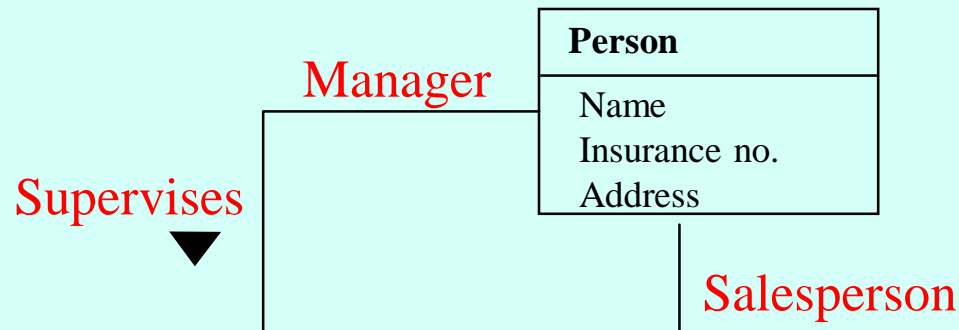 Person
Manager
Name
Insurance no.
Address
Supervises
Salesperson